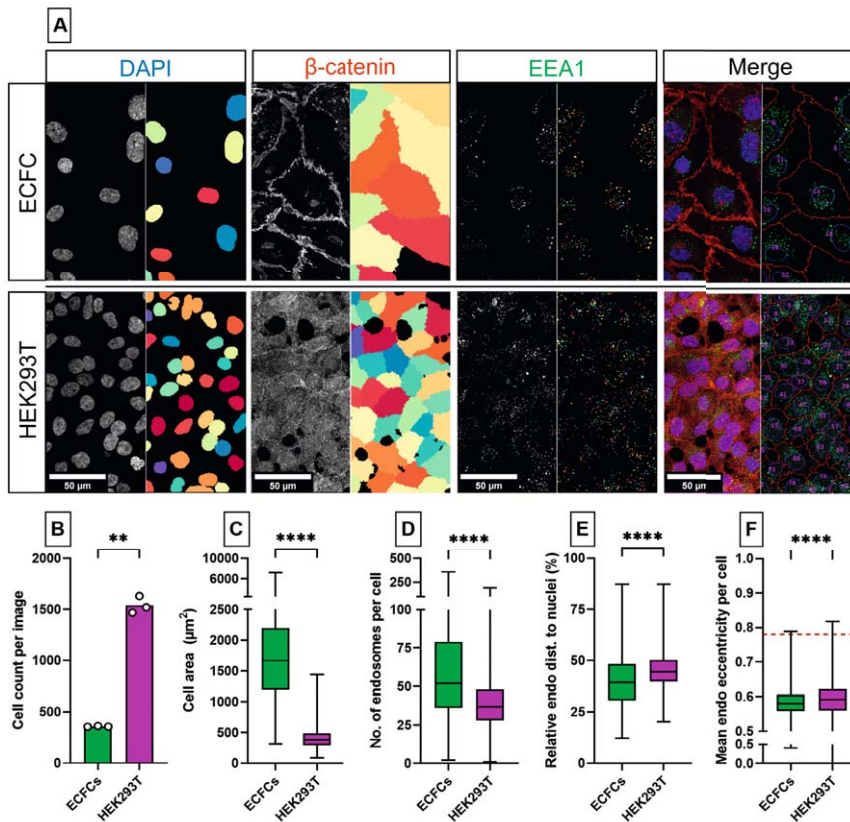 A
DAPI
β-catenin
EEA1
Merge
ECFC
HEK293T
50 µm
50 µm
50 µm
50 µm
B
**
Cell count per image
2000
1500
1000
500
0
ECFCs
HEK293T
C
****
Cell area (µm²)
10000
6000
2500
2000
1500
1000
500
0
ECFCs
HEK293T
D
****
No. of endosomes per cell
500
250
100
75
50
25
0
ECFCs
HEK293T
E
****
Relative endo dist. to nuclei (%)
100
75
50
25
0
ECFCs
HEK293T
F
****
Mean endo eccentricity per cell
1.0
0.9
0.8
0.7
0.6
0.5
0.5
0.0
ECFCs
HEK293T